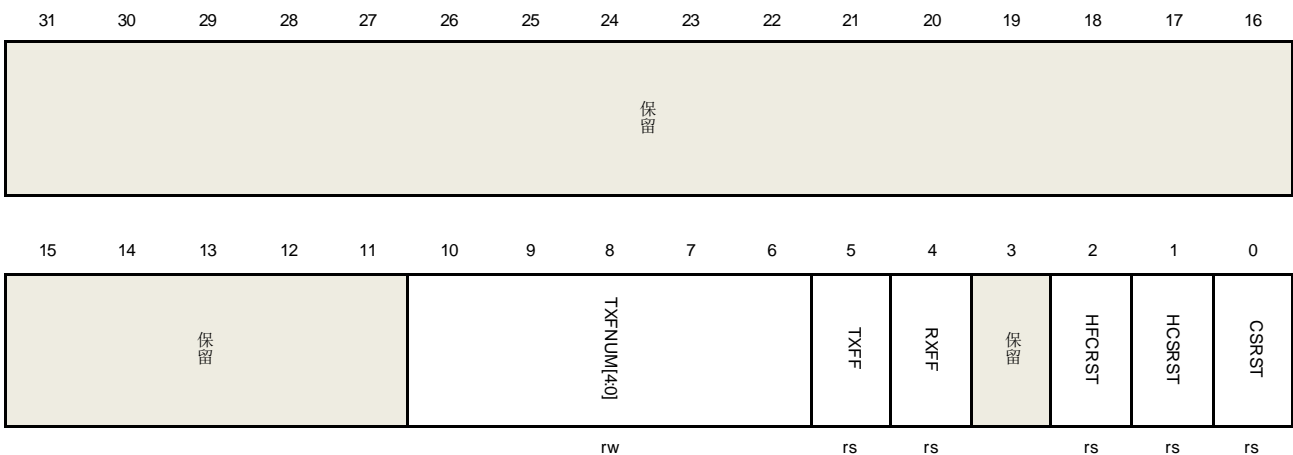 31 30 29 28 27 26 25 24 23 22 21 20 19 18 17 16
保留
15 14 13 12 11 10 9 8 7 6 5 4 3 2 1 0
保留 TXFNUM[4:0] TXFF RXFF 保留 HFCRST HCSRST CSRST
rw rs rs rs rs rs